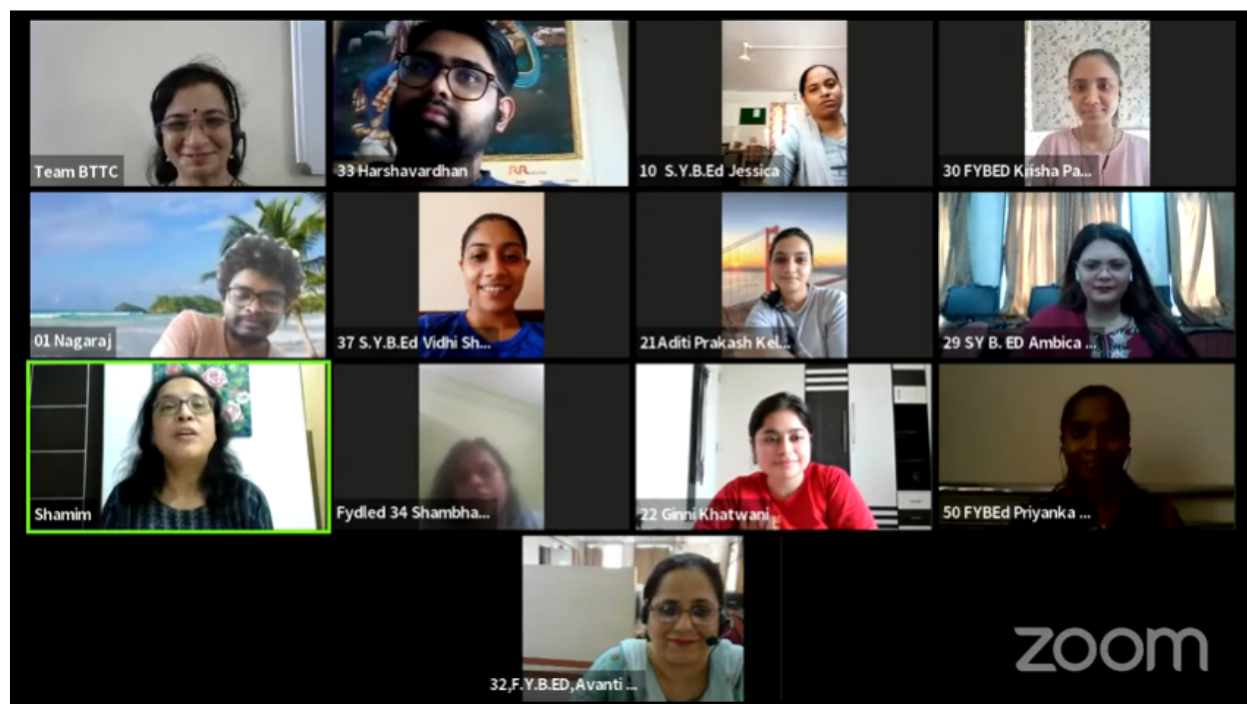 Team BTTC
33 Harshavardhan
10 S.Y.B.Ed Jessica
30 FYBED Krisha Pa...
01 Nagaraj
37 S.Y.B.Ed Vidhi Sh...
21Aditi Prakash Kel...
29 SY B. ED Ambica ...
Shamim
Fydled 34 Shambha...
22 Ginni Khatwani
50 FYBEd Priyanka ...
32,F.Y.B.ED,Avanti ...
zoom